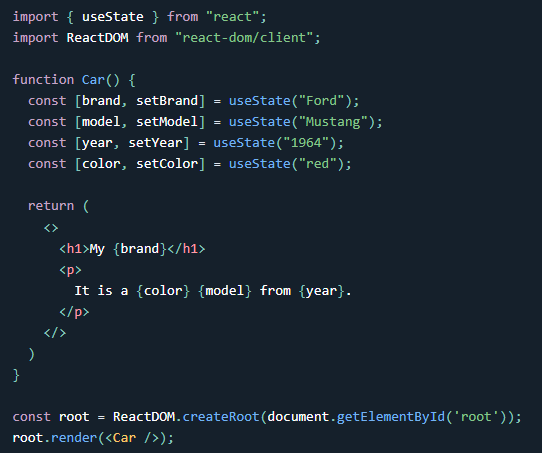 import { useState } from "react";
import ReactDOM from "react-dom/client";

function Car() {
  const [brand, setBrand] = useState("Ford");
  const [model, setModel] = useState("Mustang");
  const [year, setYear] = useState("1964");
  const [color, setColor] = useState("red");

  return (
    <>
      <h1>My {brand}</h1>
      <p>
        It is a {color} {model} from {year}.
      </p>
    </>
  )
}

const root = ReactDOM.createRoot(document.getElementById('root'));
root.render(<Car />);